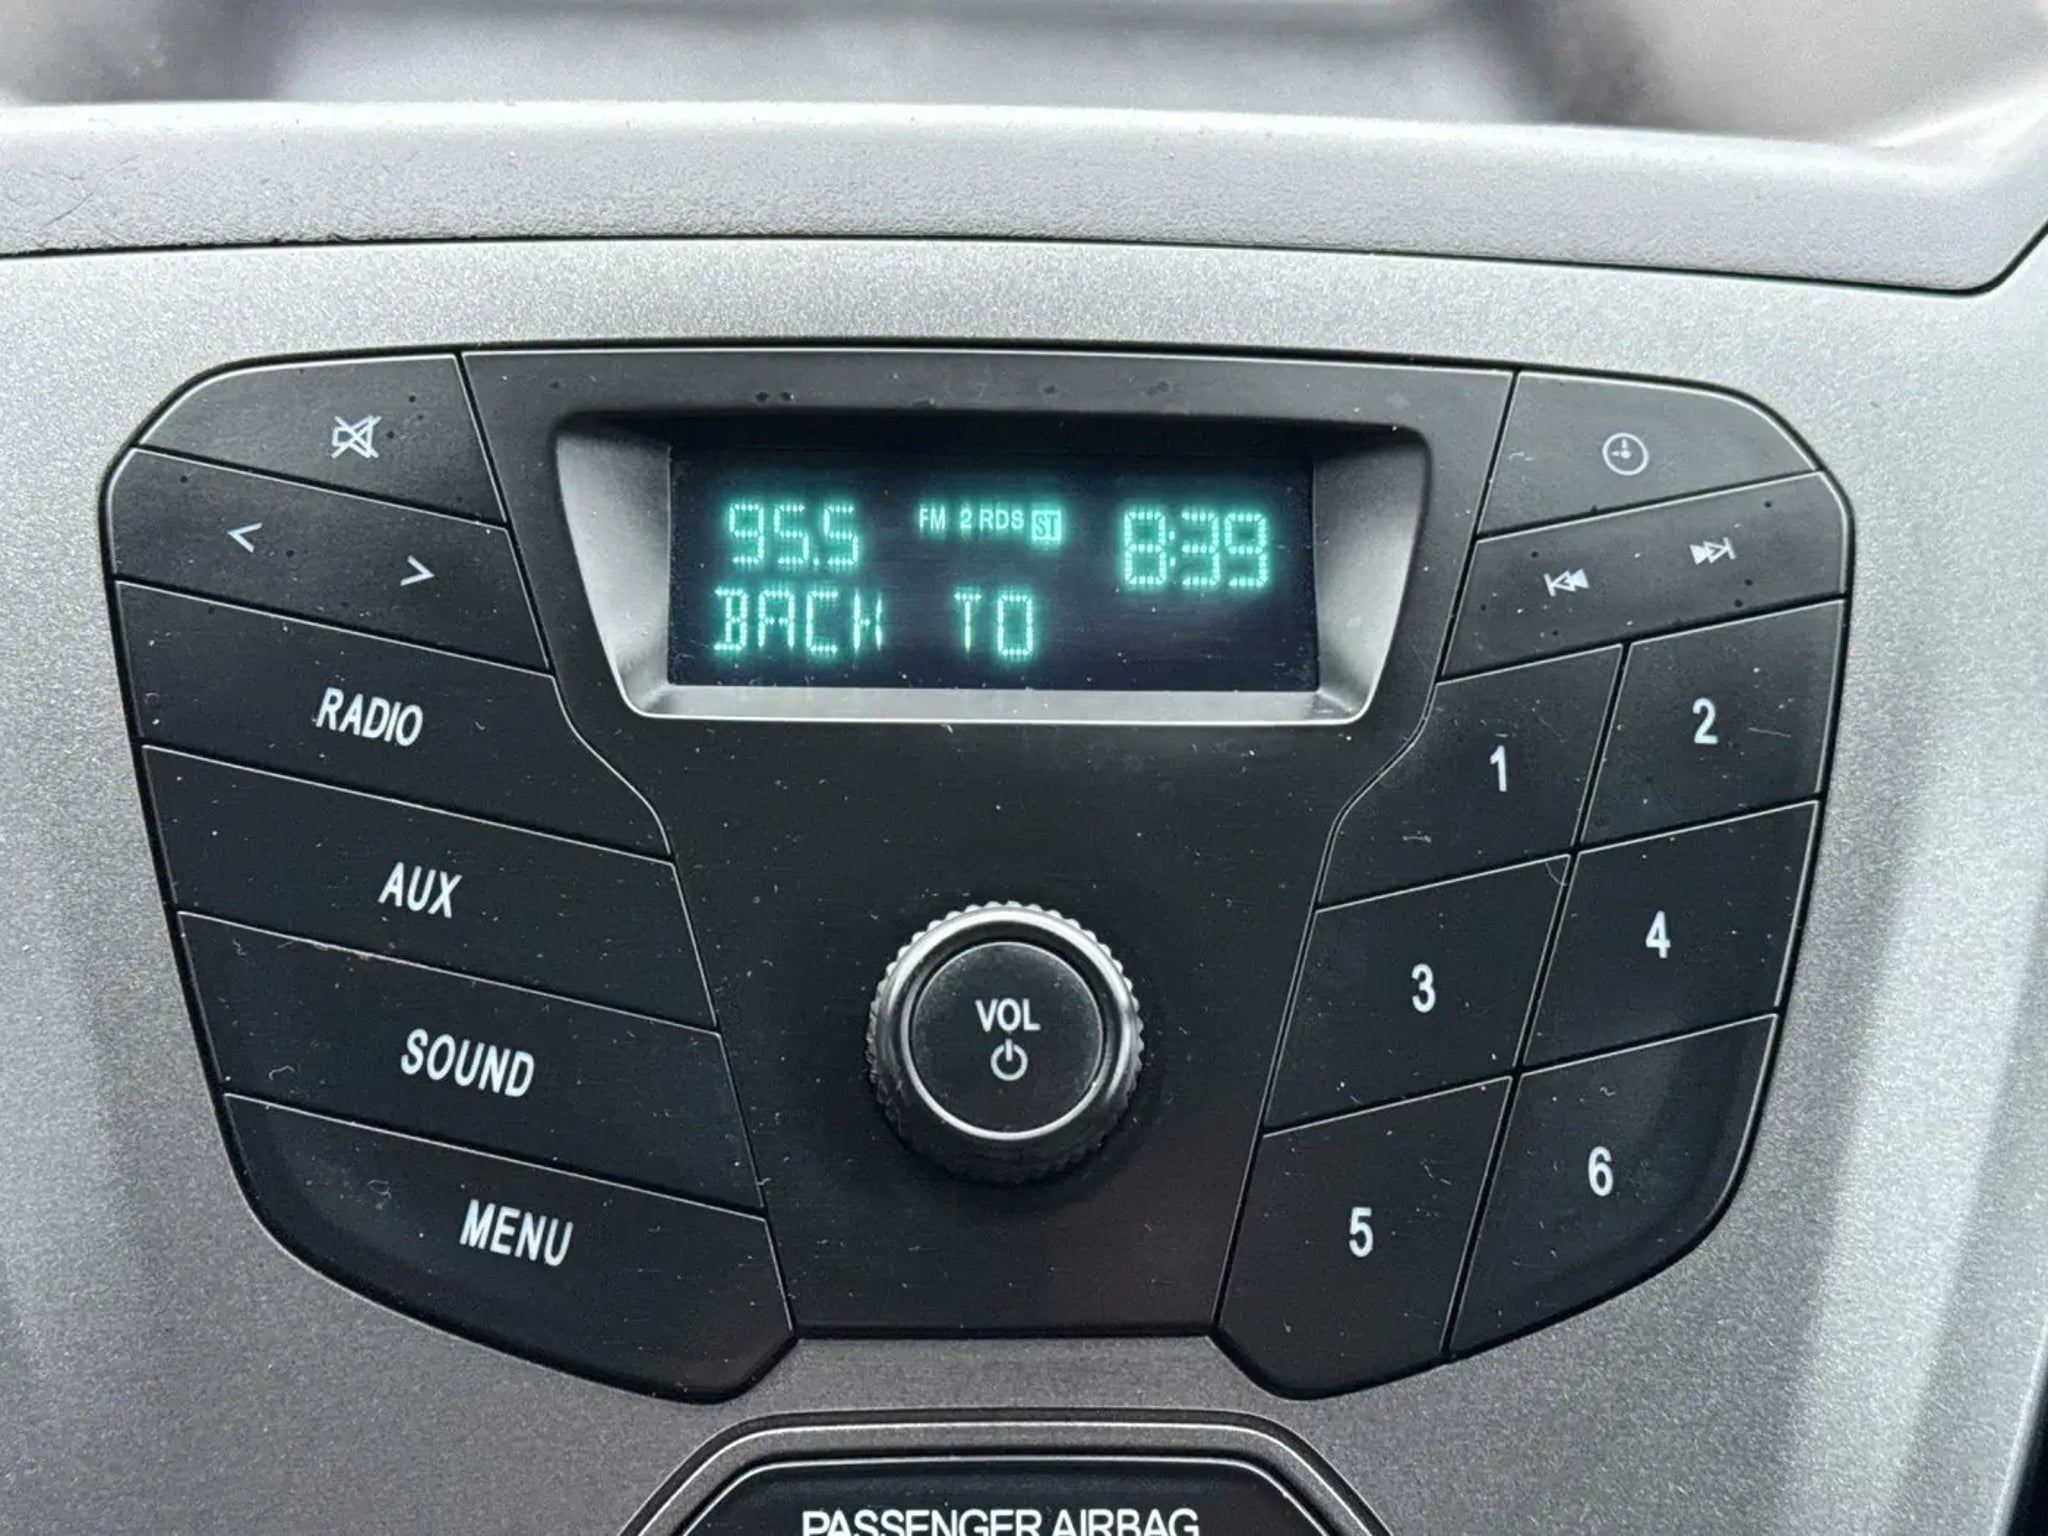 95.5 FM 2 RDS ST 8:39
BACK TO
RADIO
AUX
SOUND
MENU
VOL
1
2
3
4
5
6
PASSENGER AIRBAG